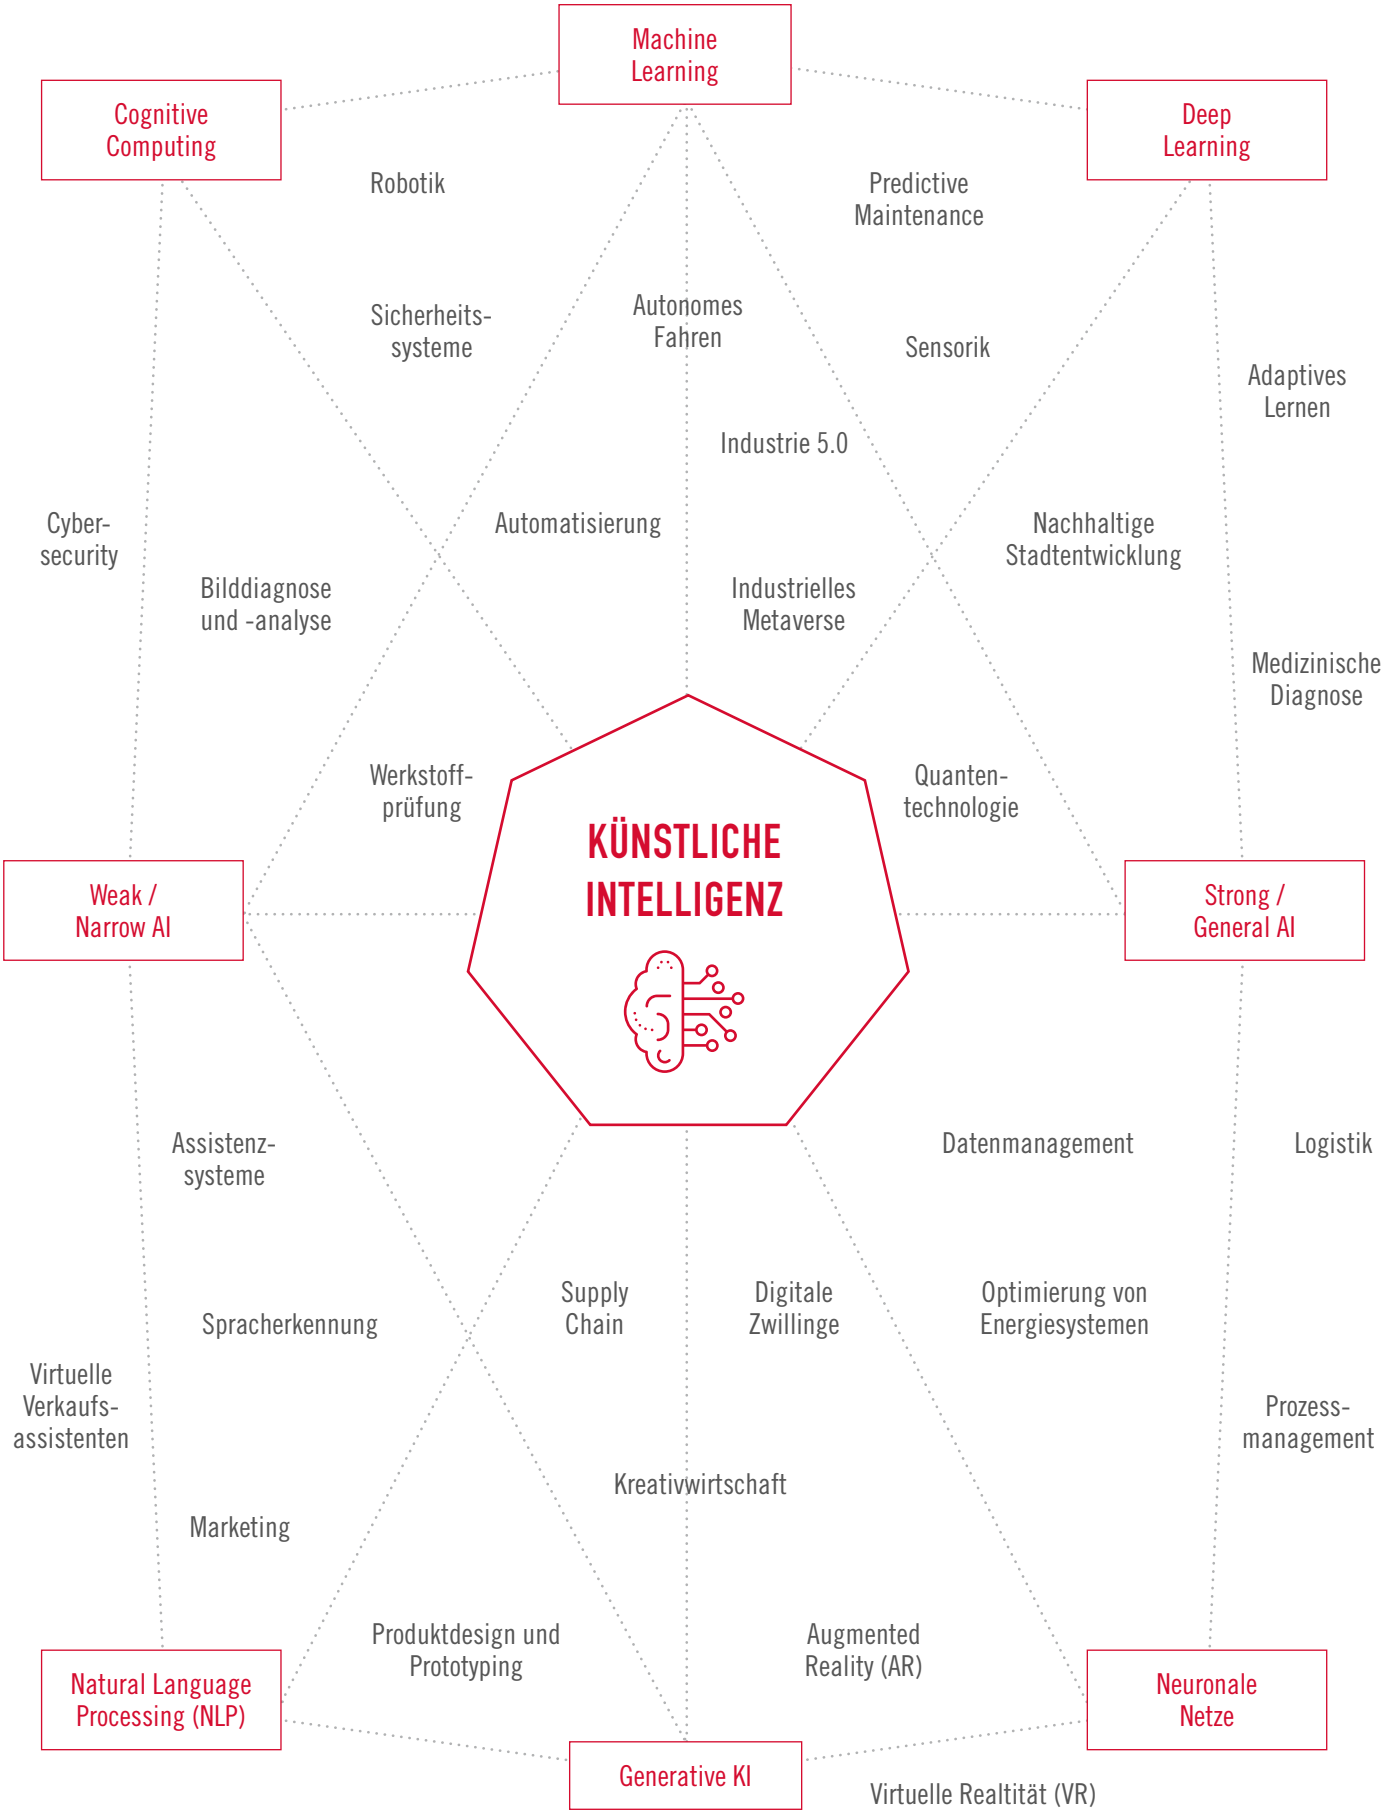 Machine
Learning
Cognitive
Computing
Deep
Learning
Robotik
Predictive
Maintenance
Sicherheits-
systeme
Autonomes
Fahren
Sensorik
Adaptives
Lernen
Industrie 5.0
Cyber-
security
Automatisierung
Nachhaltige
Stadtentwicklung
Bilddiagnose
und -analyse
Industrielles
Metaverse
Medizinische
Diagnose
Werkstoff-
prüfung
Quanten-
technologie
KÜNSTLICHE
INTELLIGENZ
Weak /
Narrow AI
Strong /
General AI
Assistenz-
systeme
Datenmanagement
Logistik
Supply
Chain
Digitale
Zwillinge
Optimierung von
Energiesystemen
Spracherkennung
Virtuelle
Verkaufs-
assistenten
Prozess-
management
Kreativwirtschaft
Marketing
Produktdesign und
Prototyping
Augmented
Reality (AR)
Natural Language
Processing (NLP)
Neuronale
Netze
Generative KI
Virtuelle Realtität (VR)